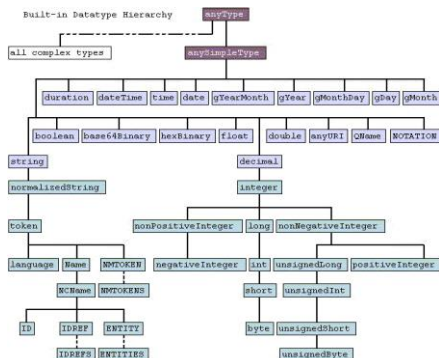 Built-in Datatype Hierarchy
anyType
all complex types
anySimpleType
duration dateTime time date gYearMonth gYear gMonthDay gDay gMonth
boolean base64Binary hexBinary float double anyURI QName NOTATION
string decimal
normalizedString integer
token nonPositiveInteger long nonNegativeInteger
language Name NMTOKEN negativeInteger int unsignedLong positiveInteger
NCName NMTOKENS short unsignedInt
ID IDREF ENTITY byte unsignedShort
IDREFS ENTITIES unsignedByte